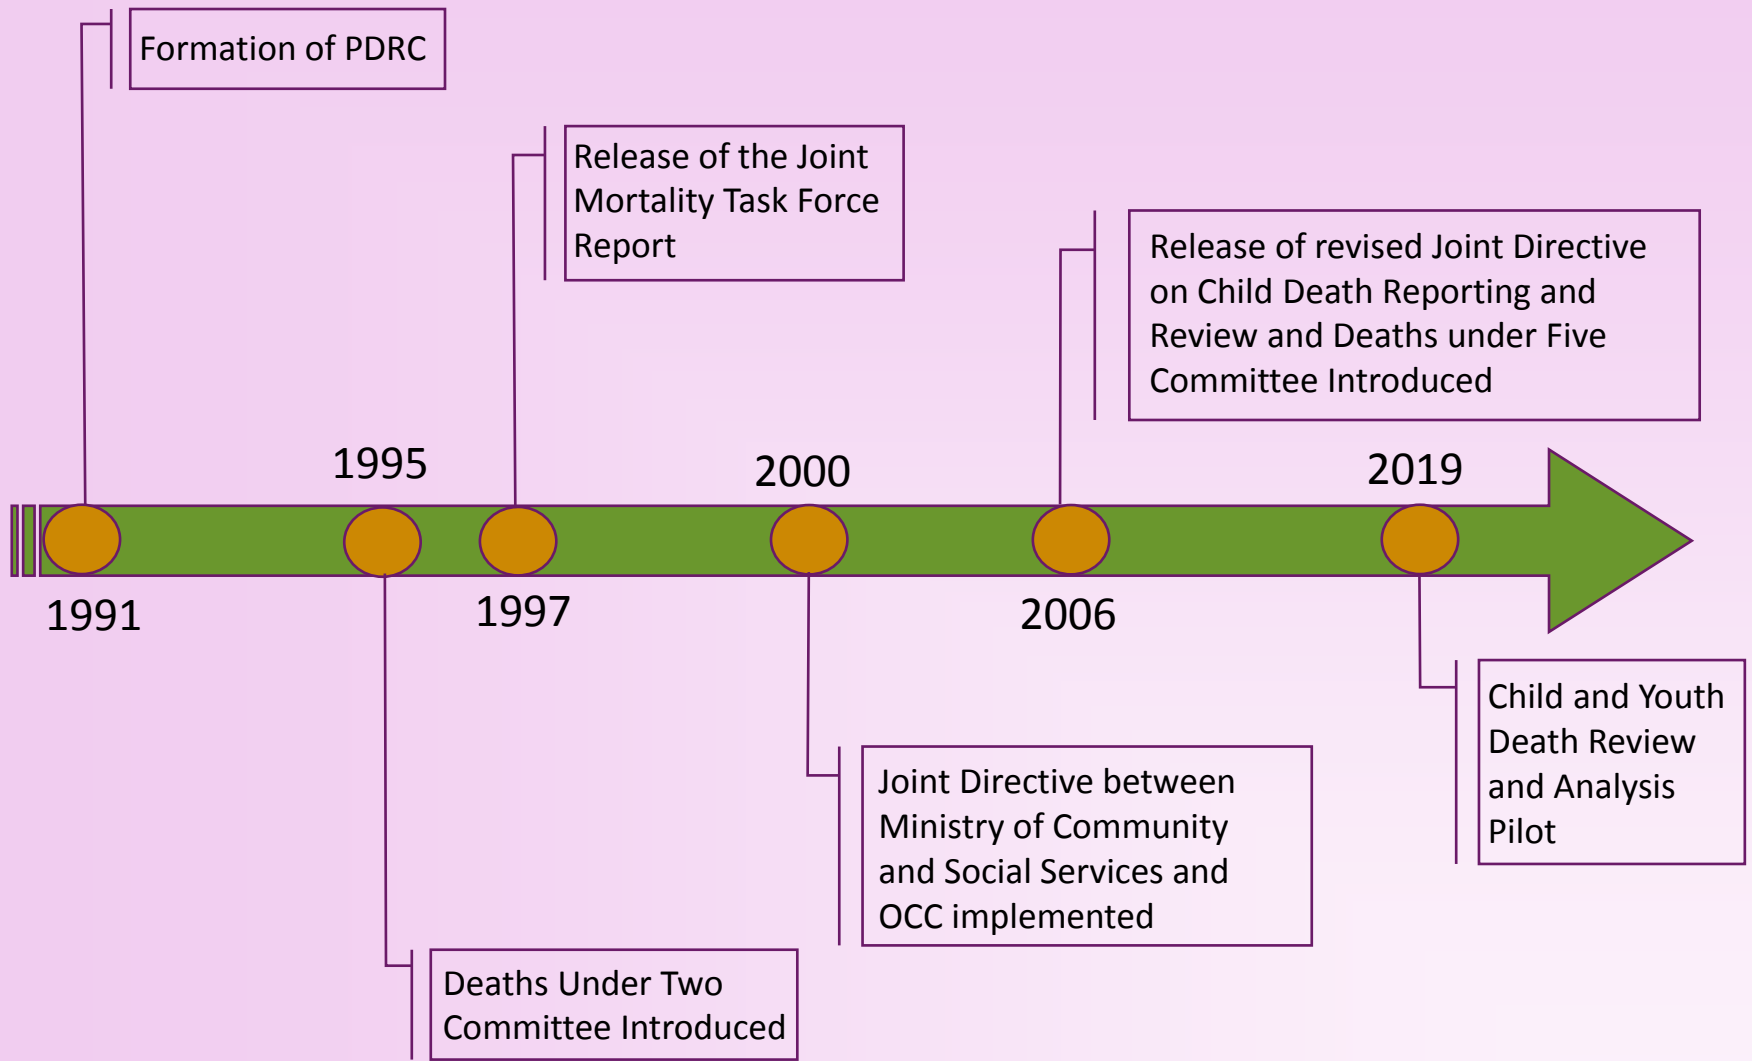 Formation of PDRC
Release of the Joint
Mortality Task Force
Report
Release of revised Joint Directive
on Child Death Reporting and
Review and Deaths under Five
Committee Introduced
1995
2000
2019
1991
1997
2006
Child and Youth
Death Review
and Analysis
Pilot
Joint Directive between
Ministry of Community
and Social Services and
OCC implemented
Deaths Under Two
Committee Introduced